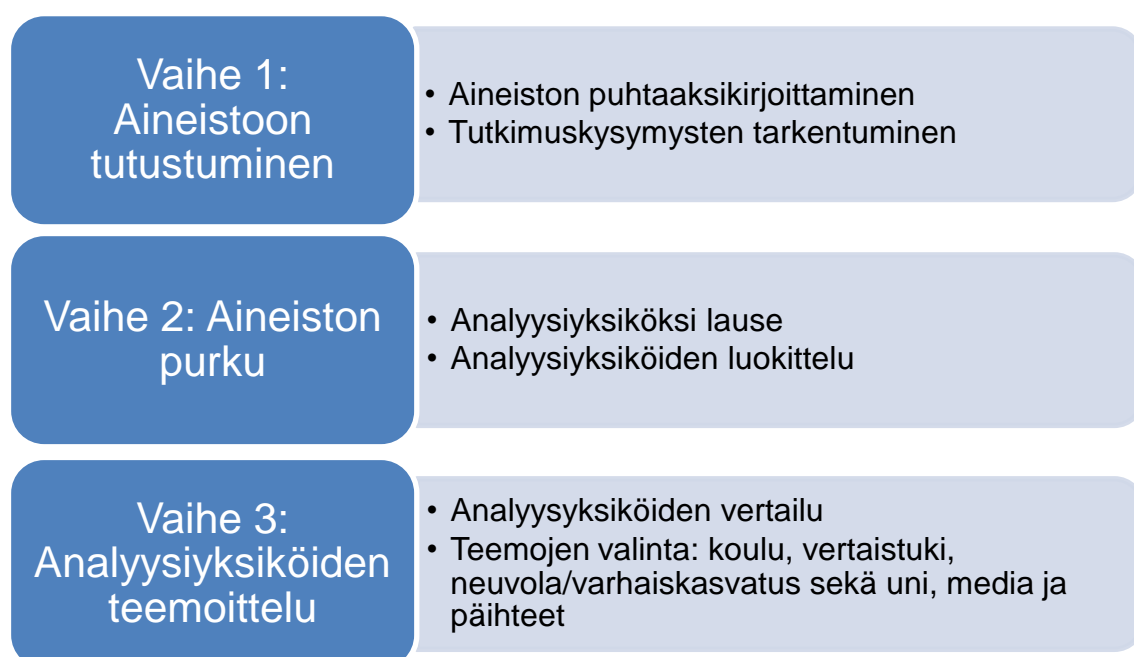 Vaihe 1:
Aineistoon
tutustuminen
• Aineiston puhtaaksikirjoittaminen
• Tutkimuskysymysten tarkentuminen
Vaihe 2: Aineiston
purku
• Analyysiyksiköksi lause
• Analyysiyksiköiden luokittelu
Vaihe 3:
Analyysiyksiköiden
teemoittelu
• Analyysyksiköiden vertailu
• Teemojen valinta: koulu, vertaistuki,
neuvola/varhaiskasvatus sekä uni, media ja
päihteet